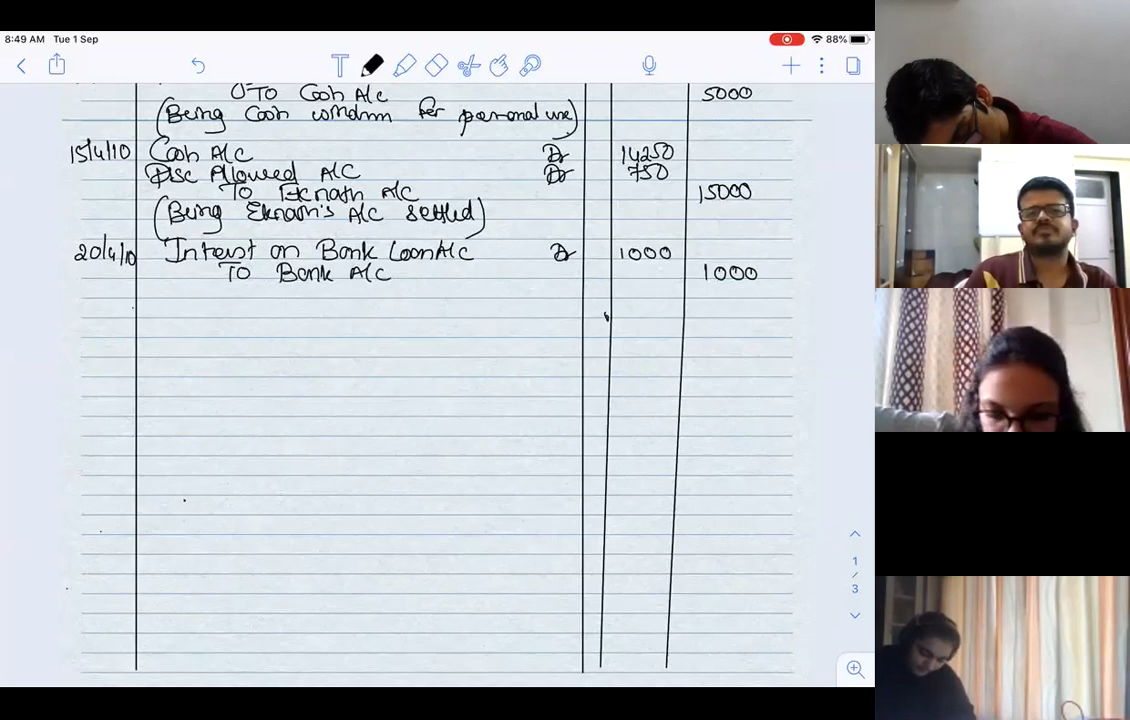 8:49 AM Tue 1 Sep
88%
To Cash A/c 5000
(Being Cash withdrn for personal use)
15/4/10 Cash A/C Dr 14250
Disc Allowed A/C Dr 750
To Eknath A/C 15000
(Being Eknath's A/c settled)
20/4/10 Interest on Bank Loan A/c Dr 1000
To Bank A/c 1000
1
/
3